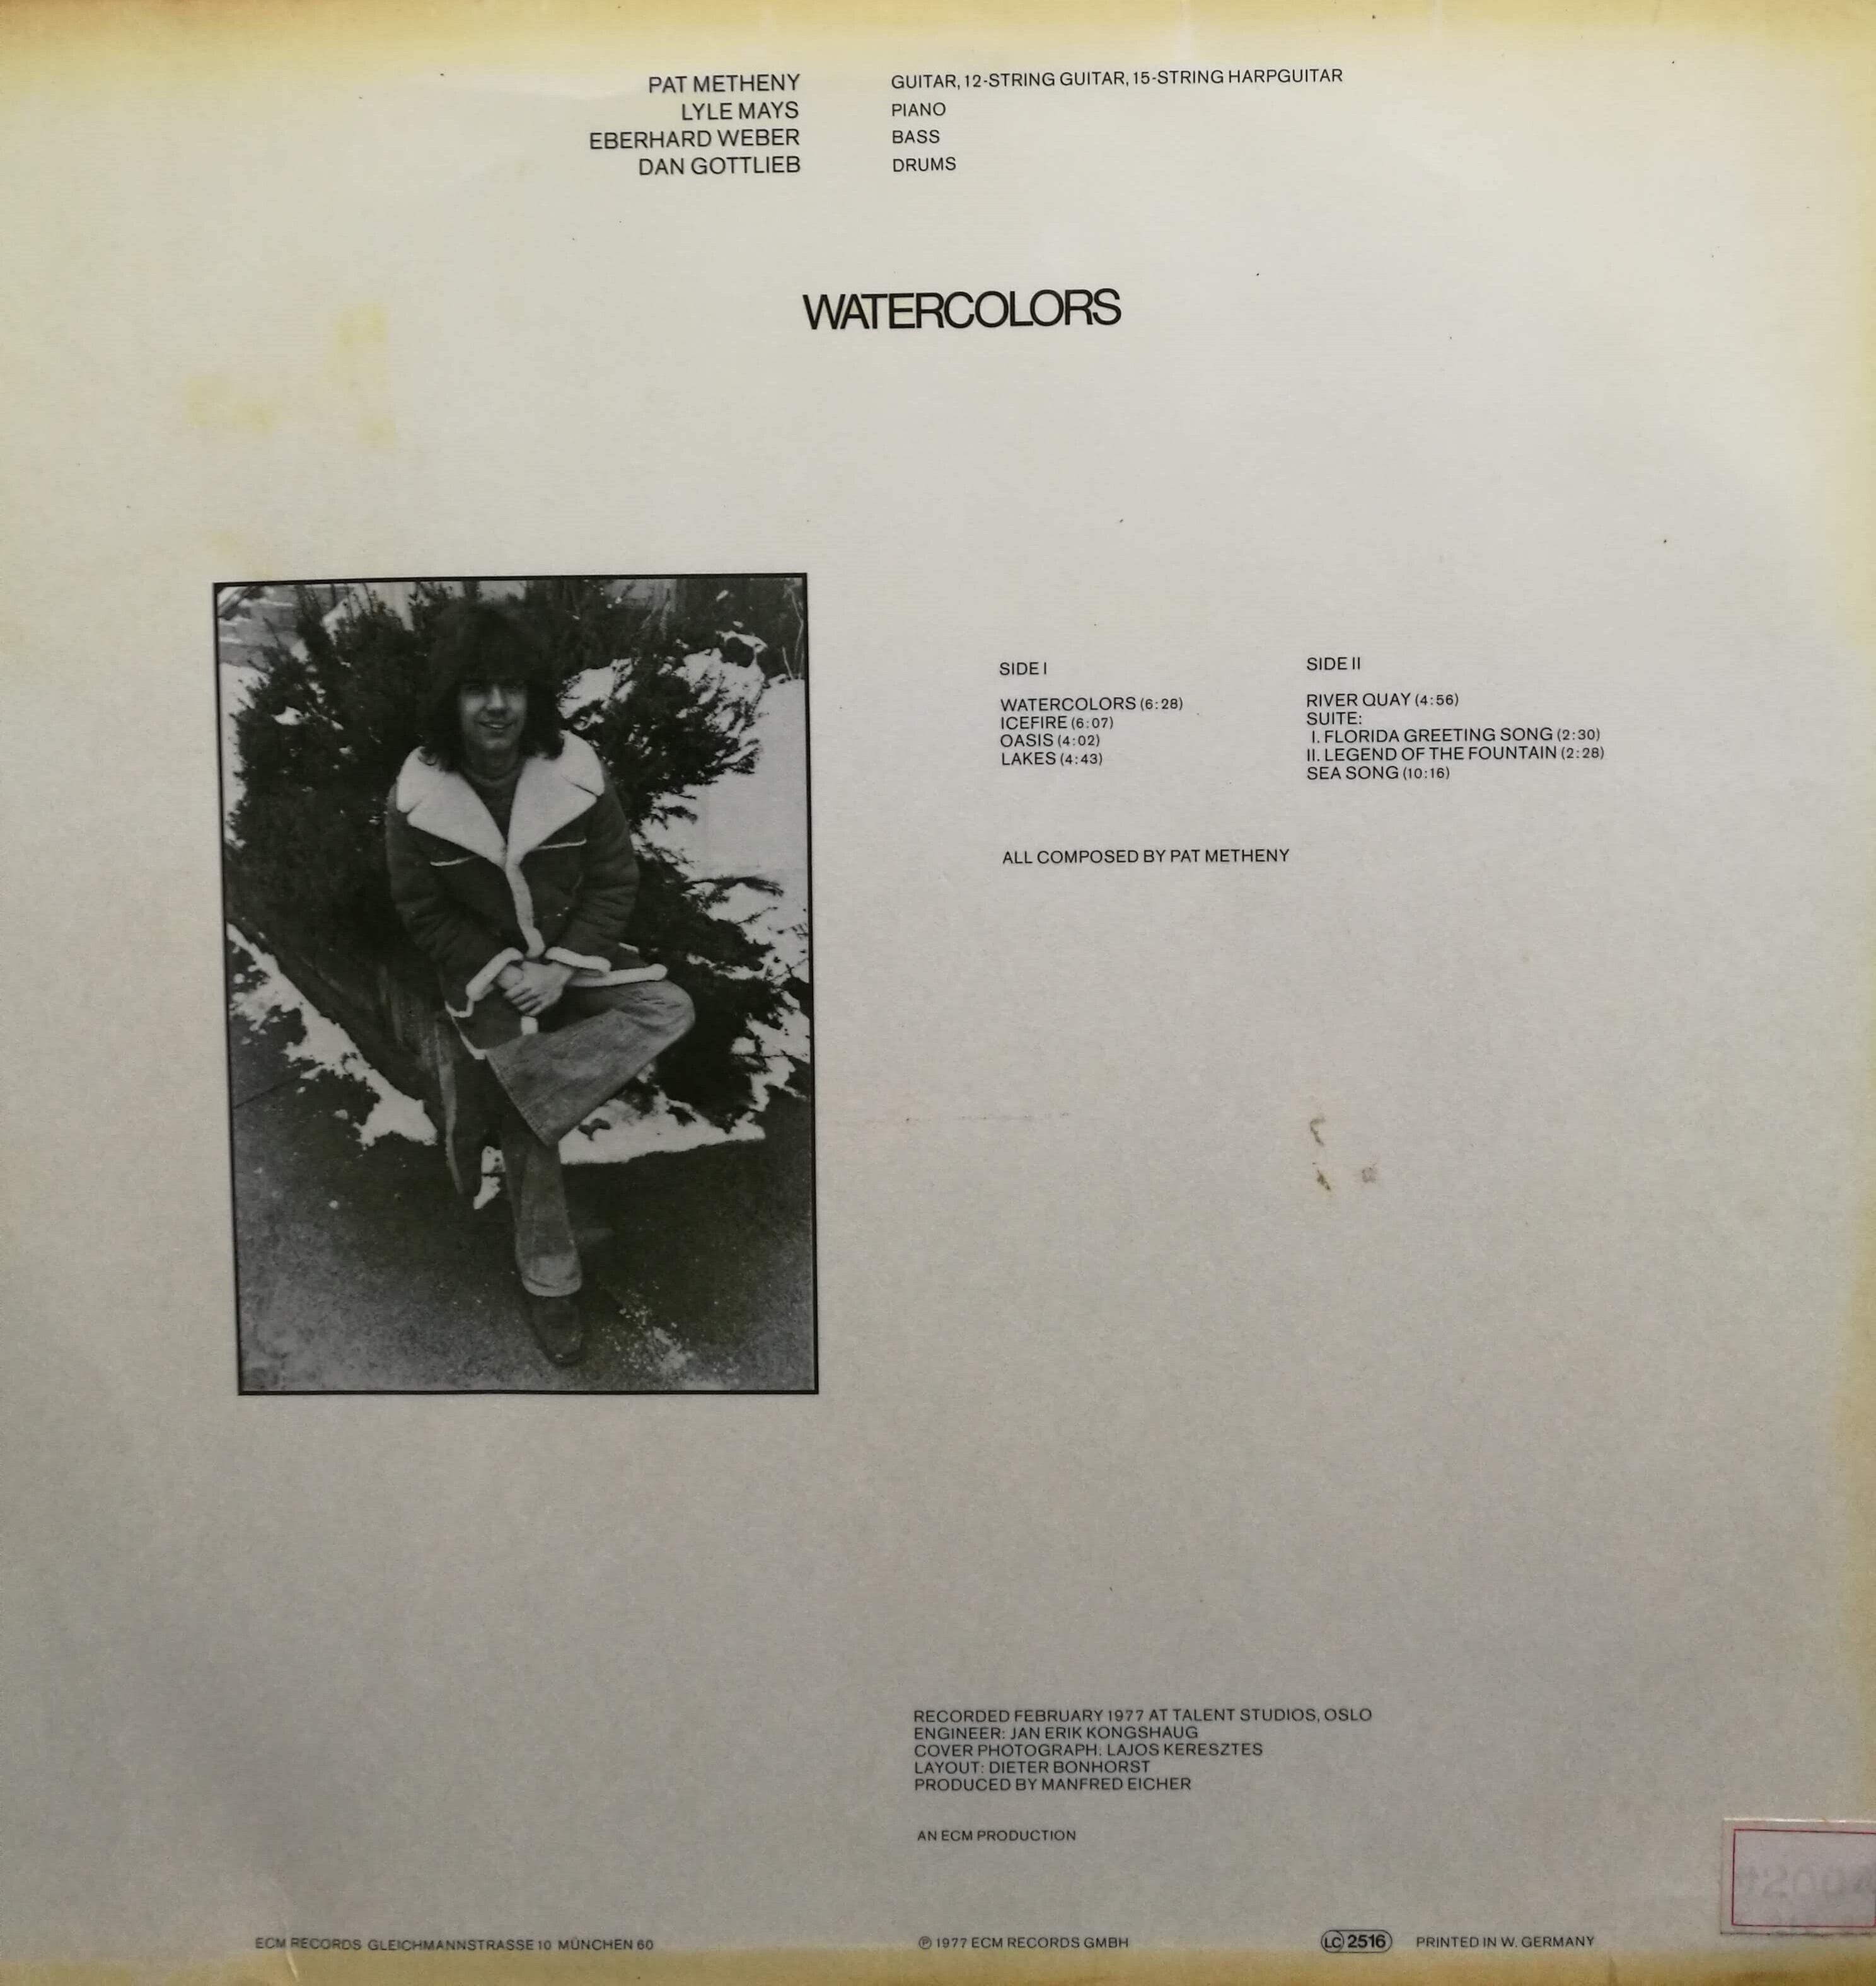 PAT METHENY GUITAR, 12-STRING GUITAR, 15-STRING HARPGUITAR
LYLE MAYS PIANO
EBERHARD WEBER BASS
DAN GOTTLIEB DRUMS
WATERCOLORS
SIDE I
WATERCOLORS (6:28)
ICEFIRE (6:07)
OASIS (4:02)
LAKES (4:43)
SIDE II
RIVER QUAY (4:56)
SUITE:
I. FLORIDA GREETING SONG (2:30)
II. LEGEND OF THE FOUNTAIN (2:28)
SEA SONG (10:16)
ALL COMPOSED BY PAT METHENY
RECORDED FEBRUARY 1977 AT TALENT STUDIOS, OSLO
ENGINEER: JAN ERIK KONGSHAUG
COVER PHOTOGRAPH: LAJOS KERESZTES
LAYOUT: DIETER BONHORST
PRODUCED BY MANFRED EICHER
AN ECM PRODUCTION
ECM RECORDS GLEICHMANNSTRASSE 10 MÜNCHEN 60 ℗ 1977 ECM RECORDS GMBH LC 2516 PRINTED IN W. GERMANY